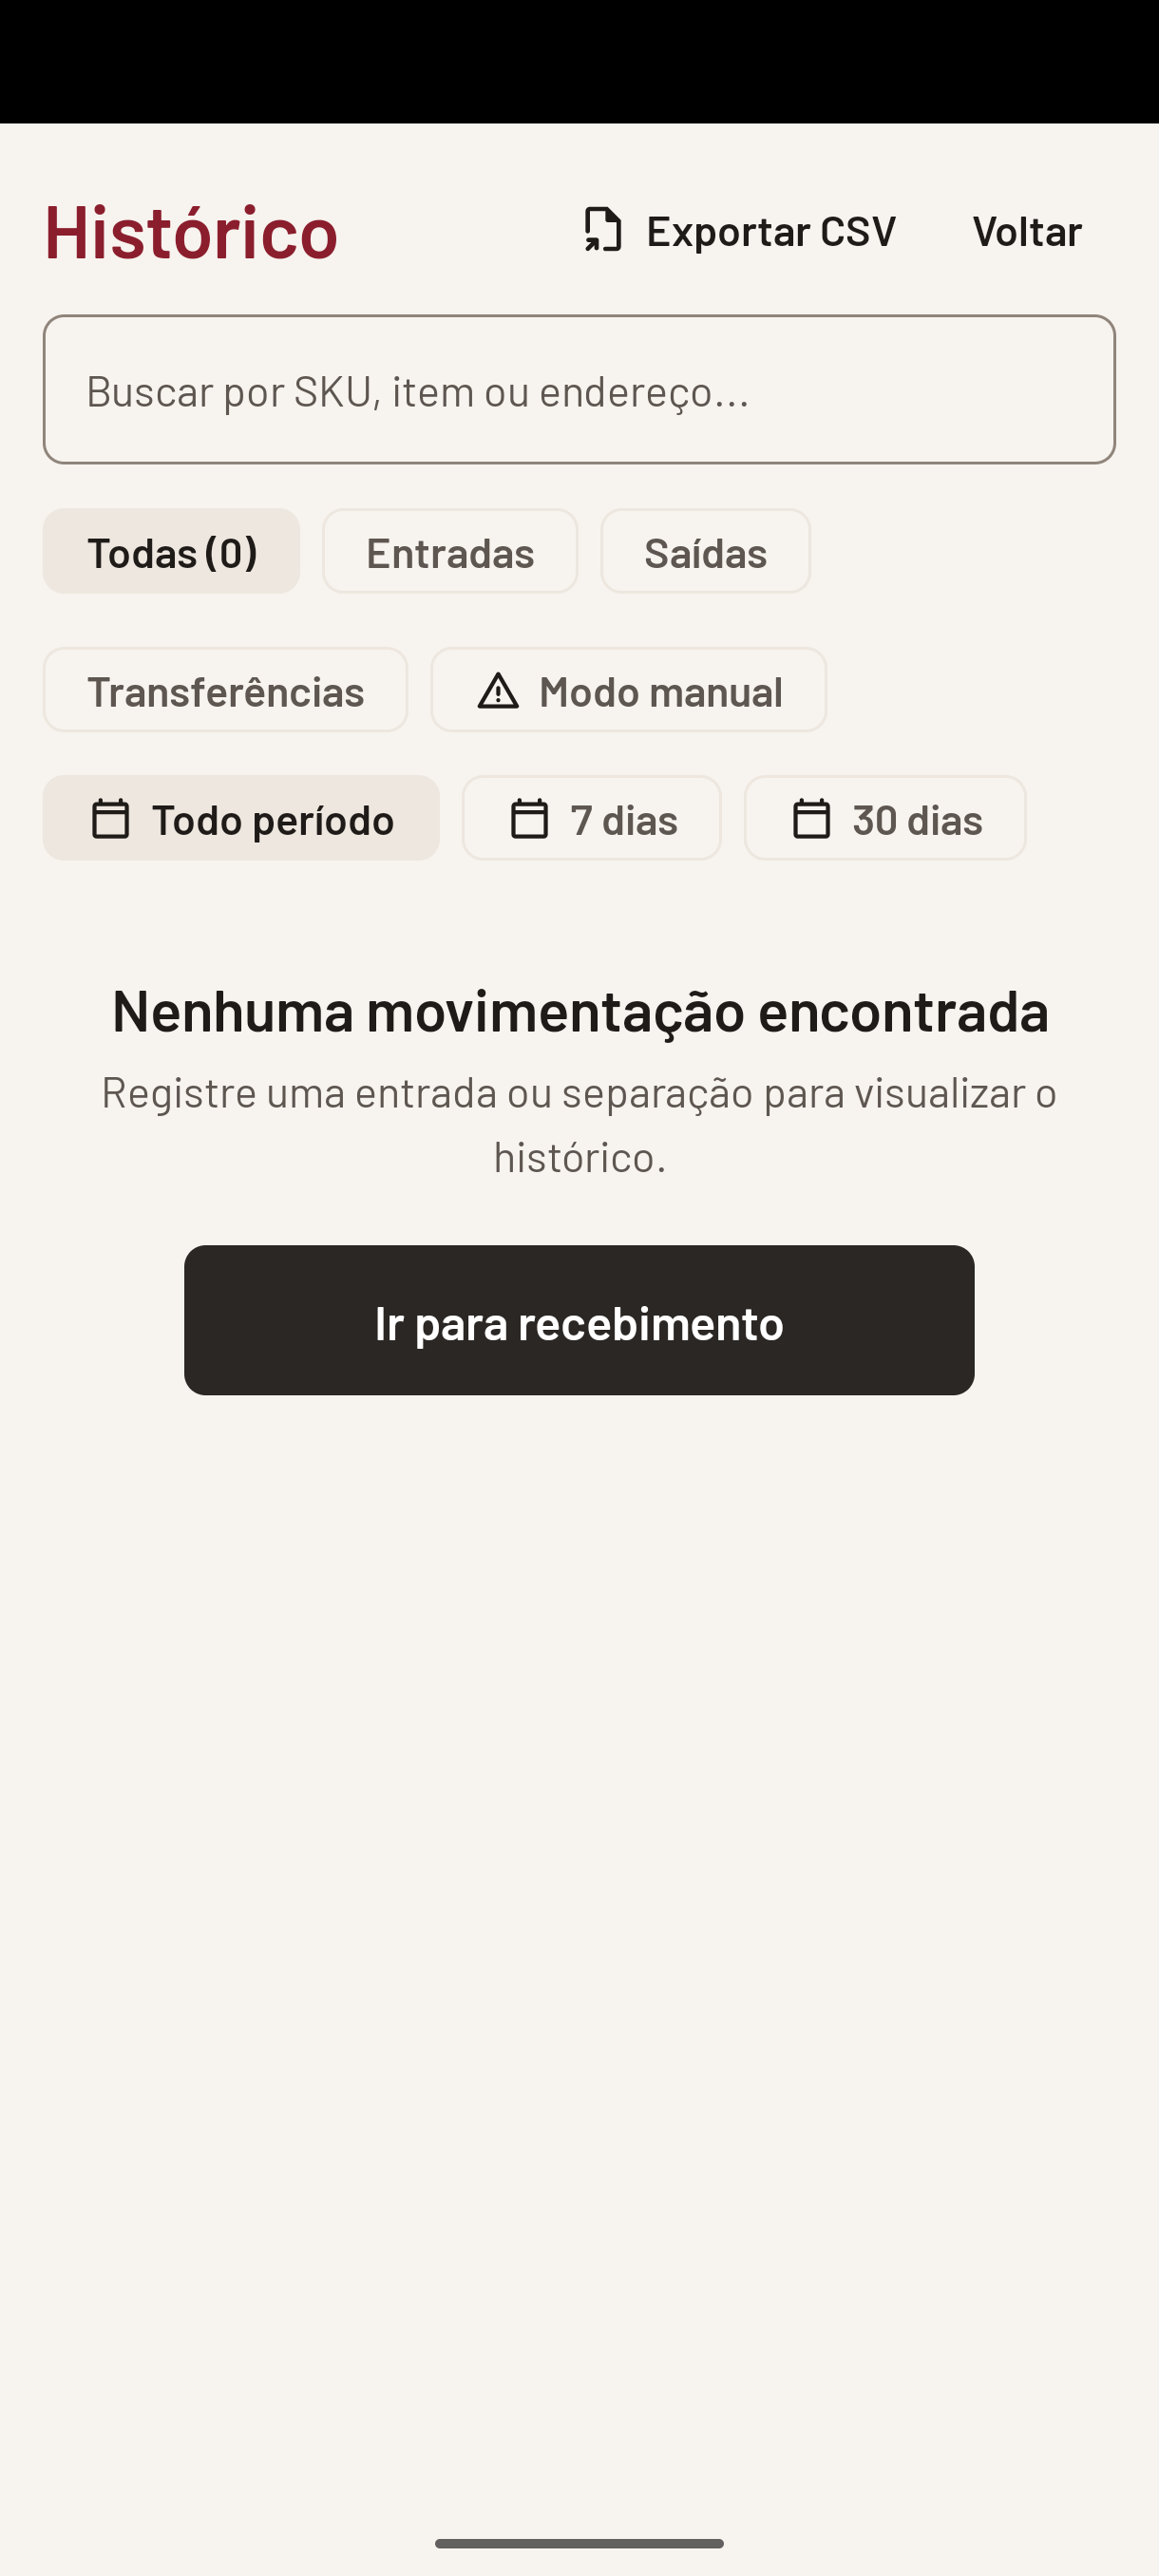 Histórico
Exportar CSV
Voltar
Buscar por SKU, item ou endereço...
Todas (0)
Entradas
Saídas
Transferências
Modo manual
Todo período
7 dias
30 dias
Nenhuma movimentação encontrada
Registre uma entrada ou separação para visualizar o
histórico.
Ir para recebimento